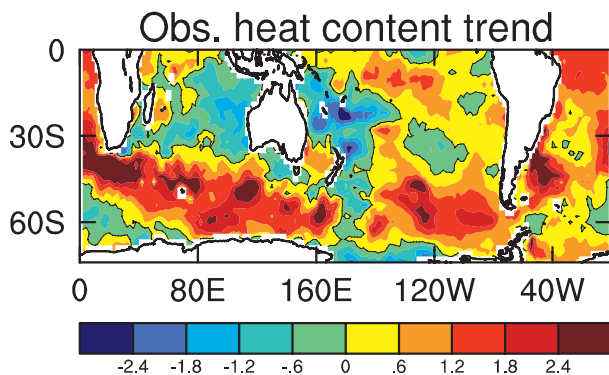 Obs. heat content trend
0
30S
60S
0 80E 160E 120W 40W
-2.4 -1.8 -1.2 -.6 0 .6 1.2 1.8 2.4